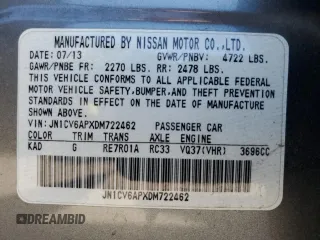 MANUFACTURED BY NISSAN MOTOR CO.,LTD.
DATE 07/13 GVWR/PNBV: 4722 LBS.
GAWR/PNBE FR: 2270 LBS. RR: 2478 LBS.
THIS VEHICLE CONFORMS TO ALL APPLICABLE FEDERAL
MOTOR VEHICLE SAFETY,BUMPER,AND THEFT PREVENTION
STANDARDS IN EFFECT ON THE DATE OF MANUFACTURE
SHOWN ABOVE.
VIN:JN1CV6APXDM722462 PASSENGER CAR
COLOR TRIM TRANS AXLE ENGINE
KAD G RE7R01A RC33 VQ37(VHR) 3696CC
JN1CV6APXDM722462
DREAMBID